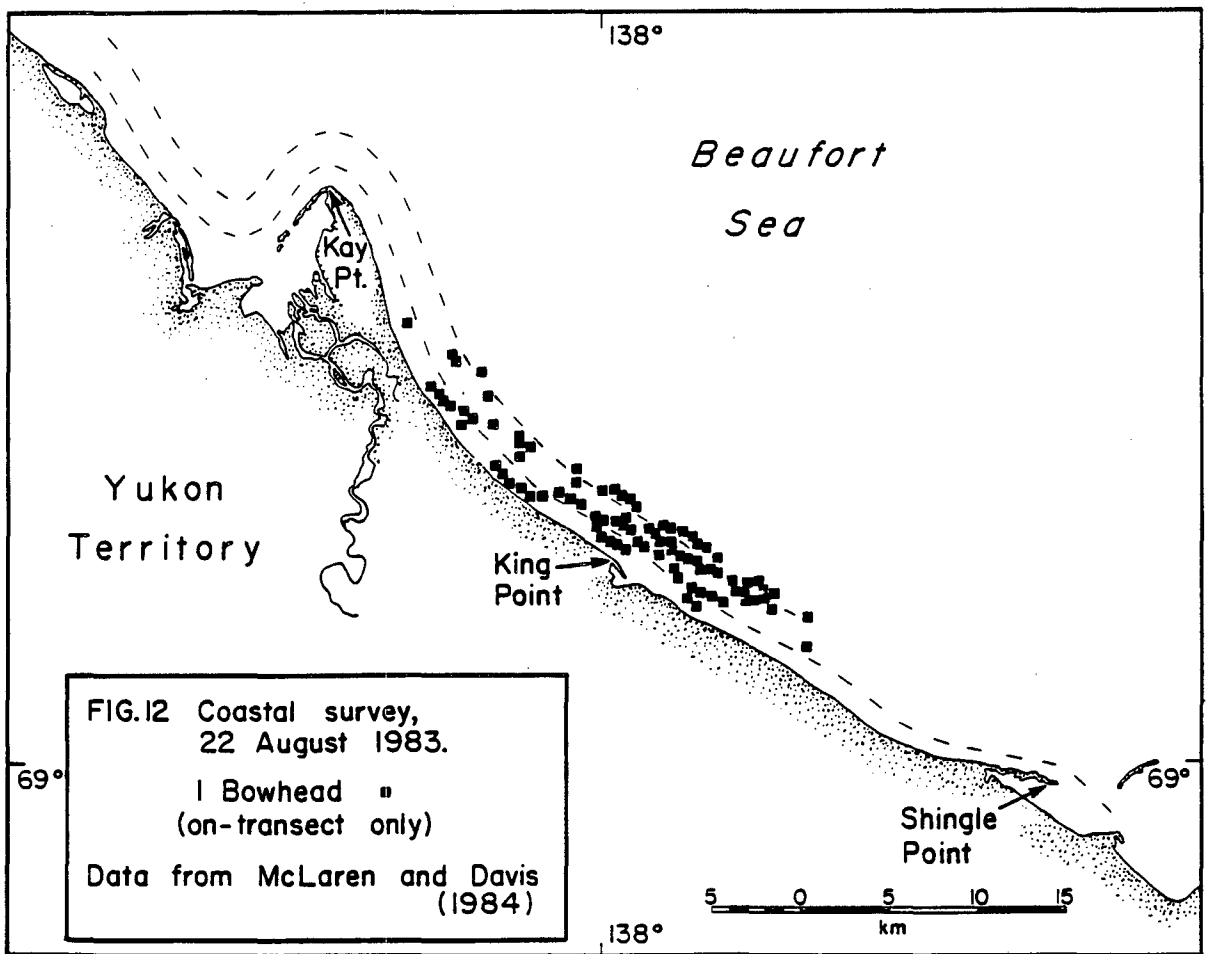 138°
Beaufort
Sea
Kay
Pt.
Yukon
Territory
King
Point
FIG.12 Coastal survey,
22 August 1983.
1 Bowhead
(on-transect only)
Data from McLaren and Davis
(1984)
69°
69°
Shingle
Point
5 0 5 10 15
km
138°